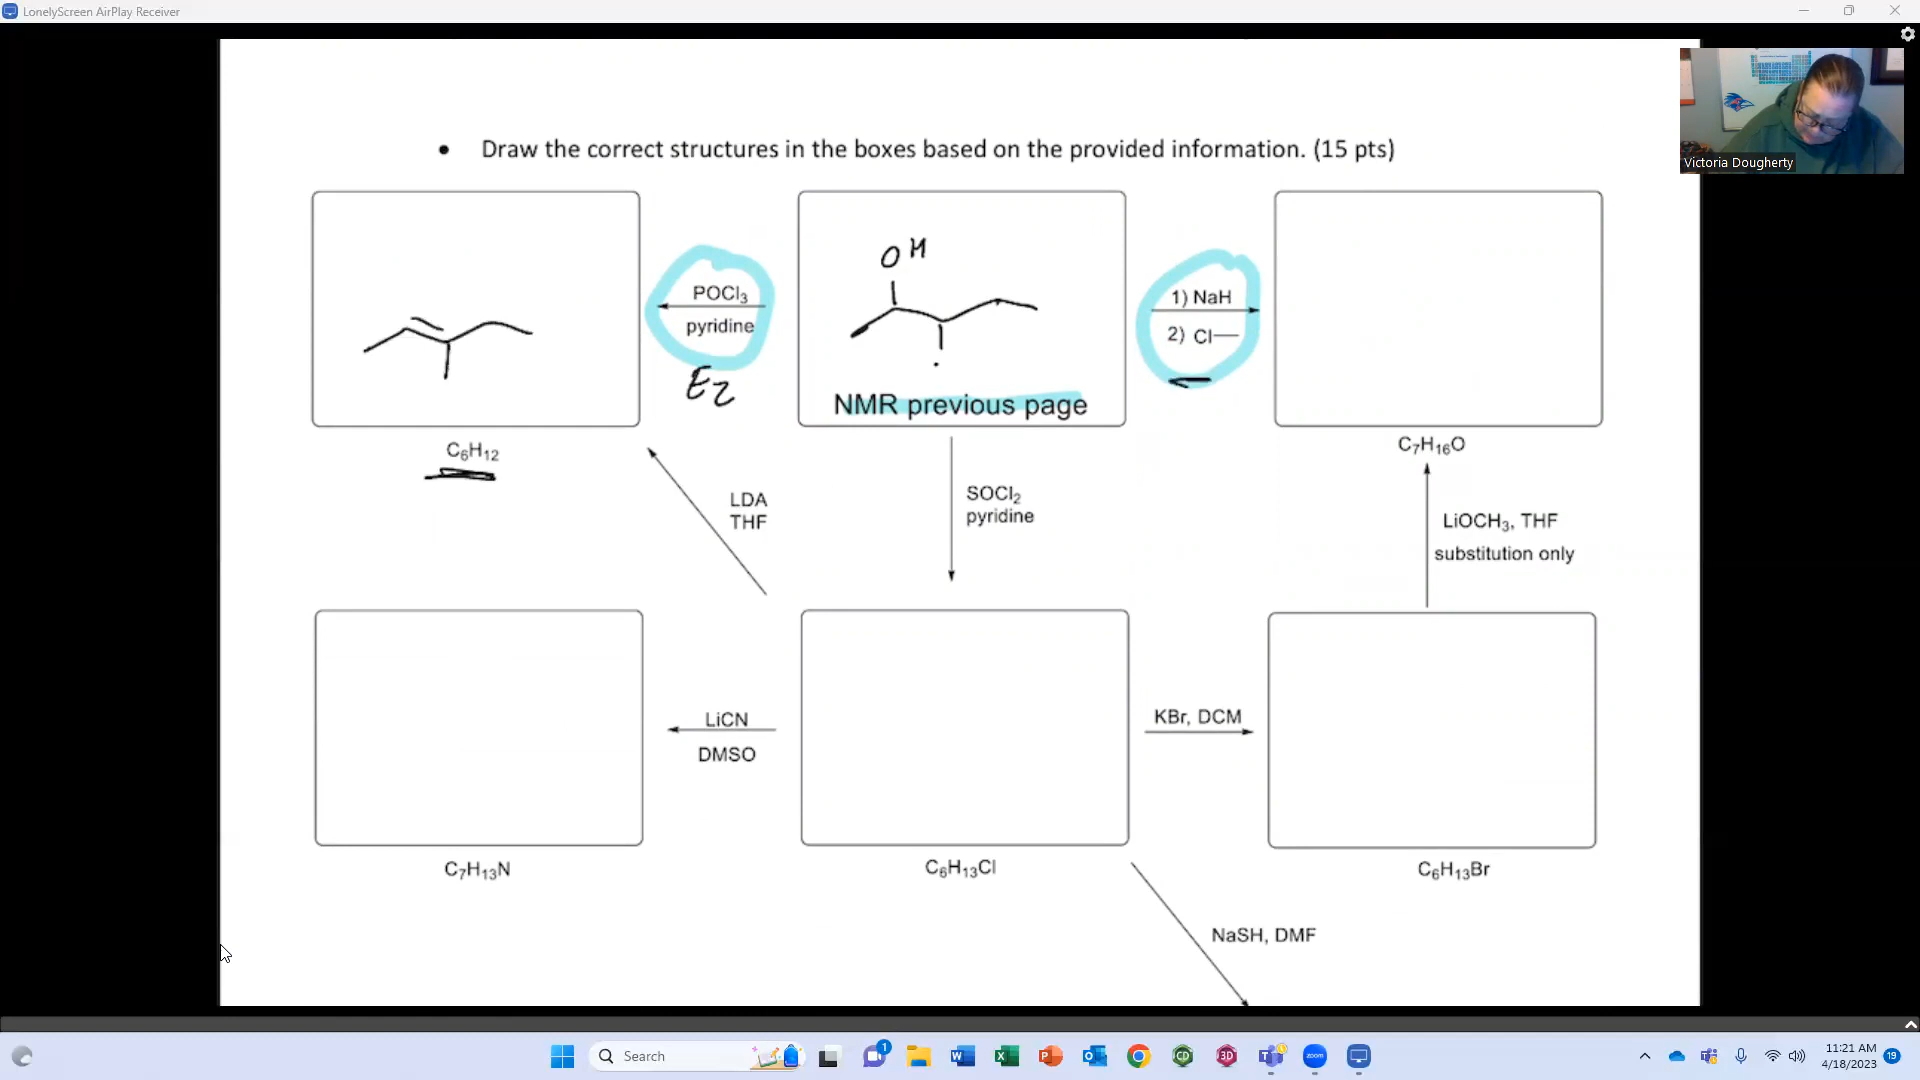 LonelyScreen AirPlay Receiver
Victoria Dougherty
• Draw the correct structures in the boxes based on the provided information. (15 pts)
POCl₃
pyridine
E2
OH
NMR previous page
1) NaH
2) Cl—
C₆H₁₂
C₇H₁₆O
LDA
THF
SOCl₂
pyridine
LiOCH₃, THF
substitution only
LiCN
DMSO
KBr, DCM
C₇H₁₃N
C₆H₁₃Cl
C₆H₁₃Br
NaSH, DMF
Search
11:21 AM
4/18/2023